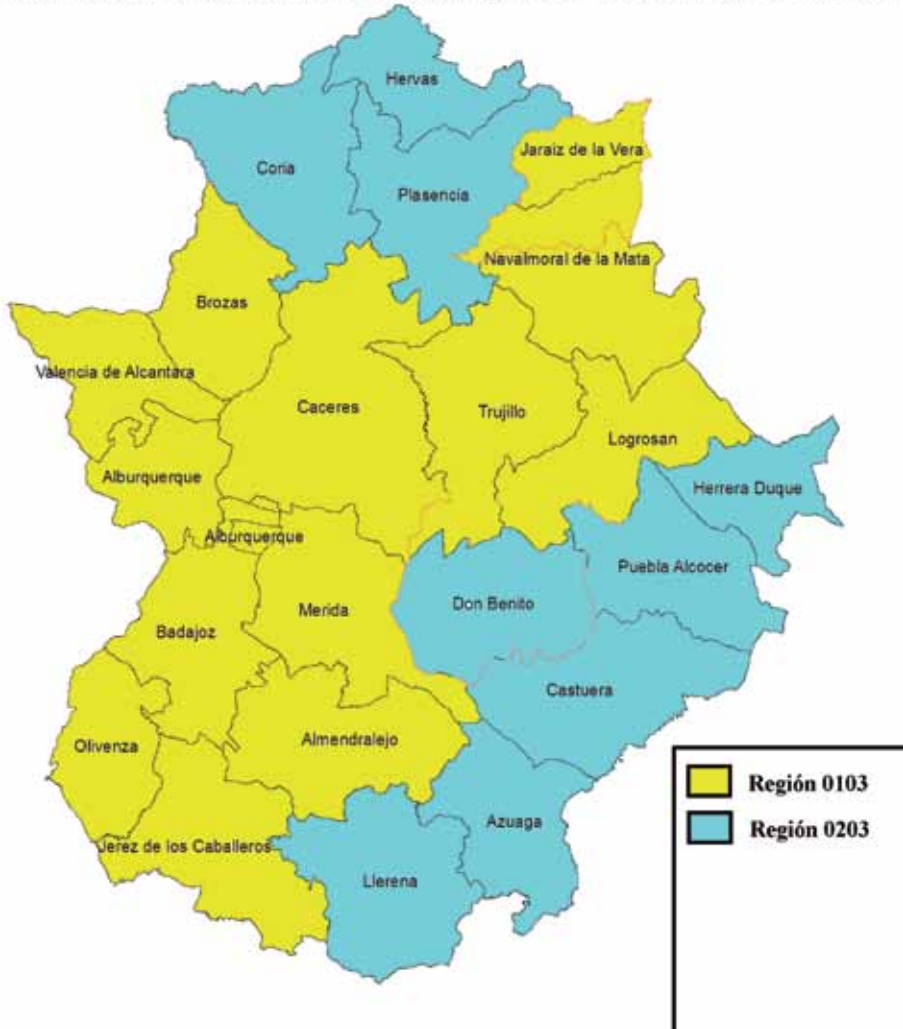 Hervas
Jaraiz de la Vera
Coria
Plasencia
Navalmoral de la Mata
Brozas
Valencia de Alcantara
Caceres
Trujillo
Logrosan
Alburquerque
Herrera Duque
Alburquerque
Puebla Alcocer
Don Benito
Merida
Badajoz
Castuera
Olivenza
Almendralejo
Región 0103
Azuaga
Región 0203
Jerez de los Caballeros
Llerena